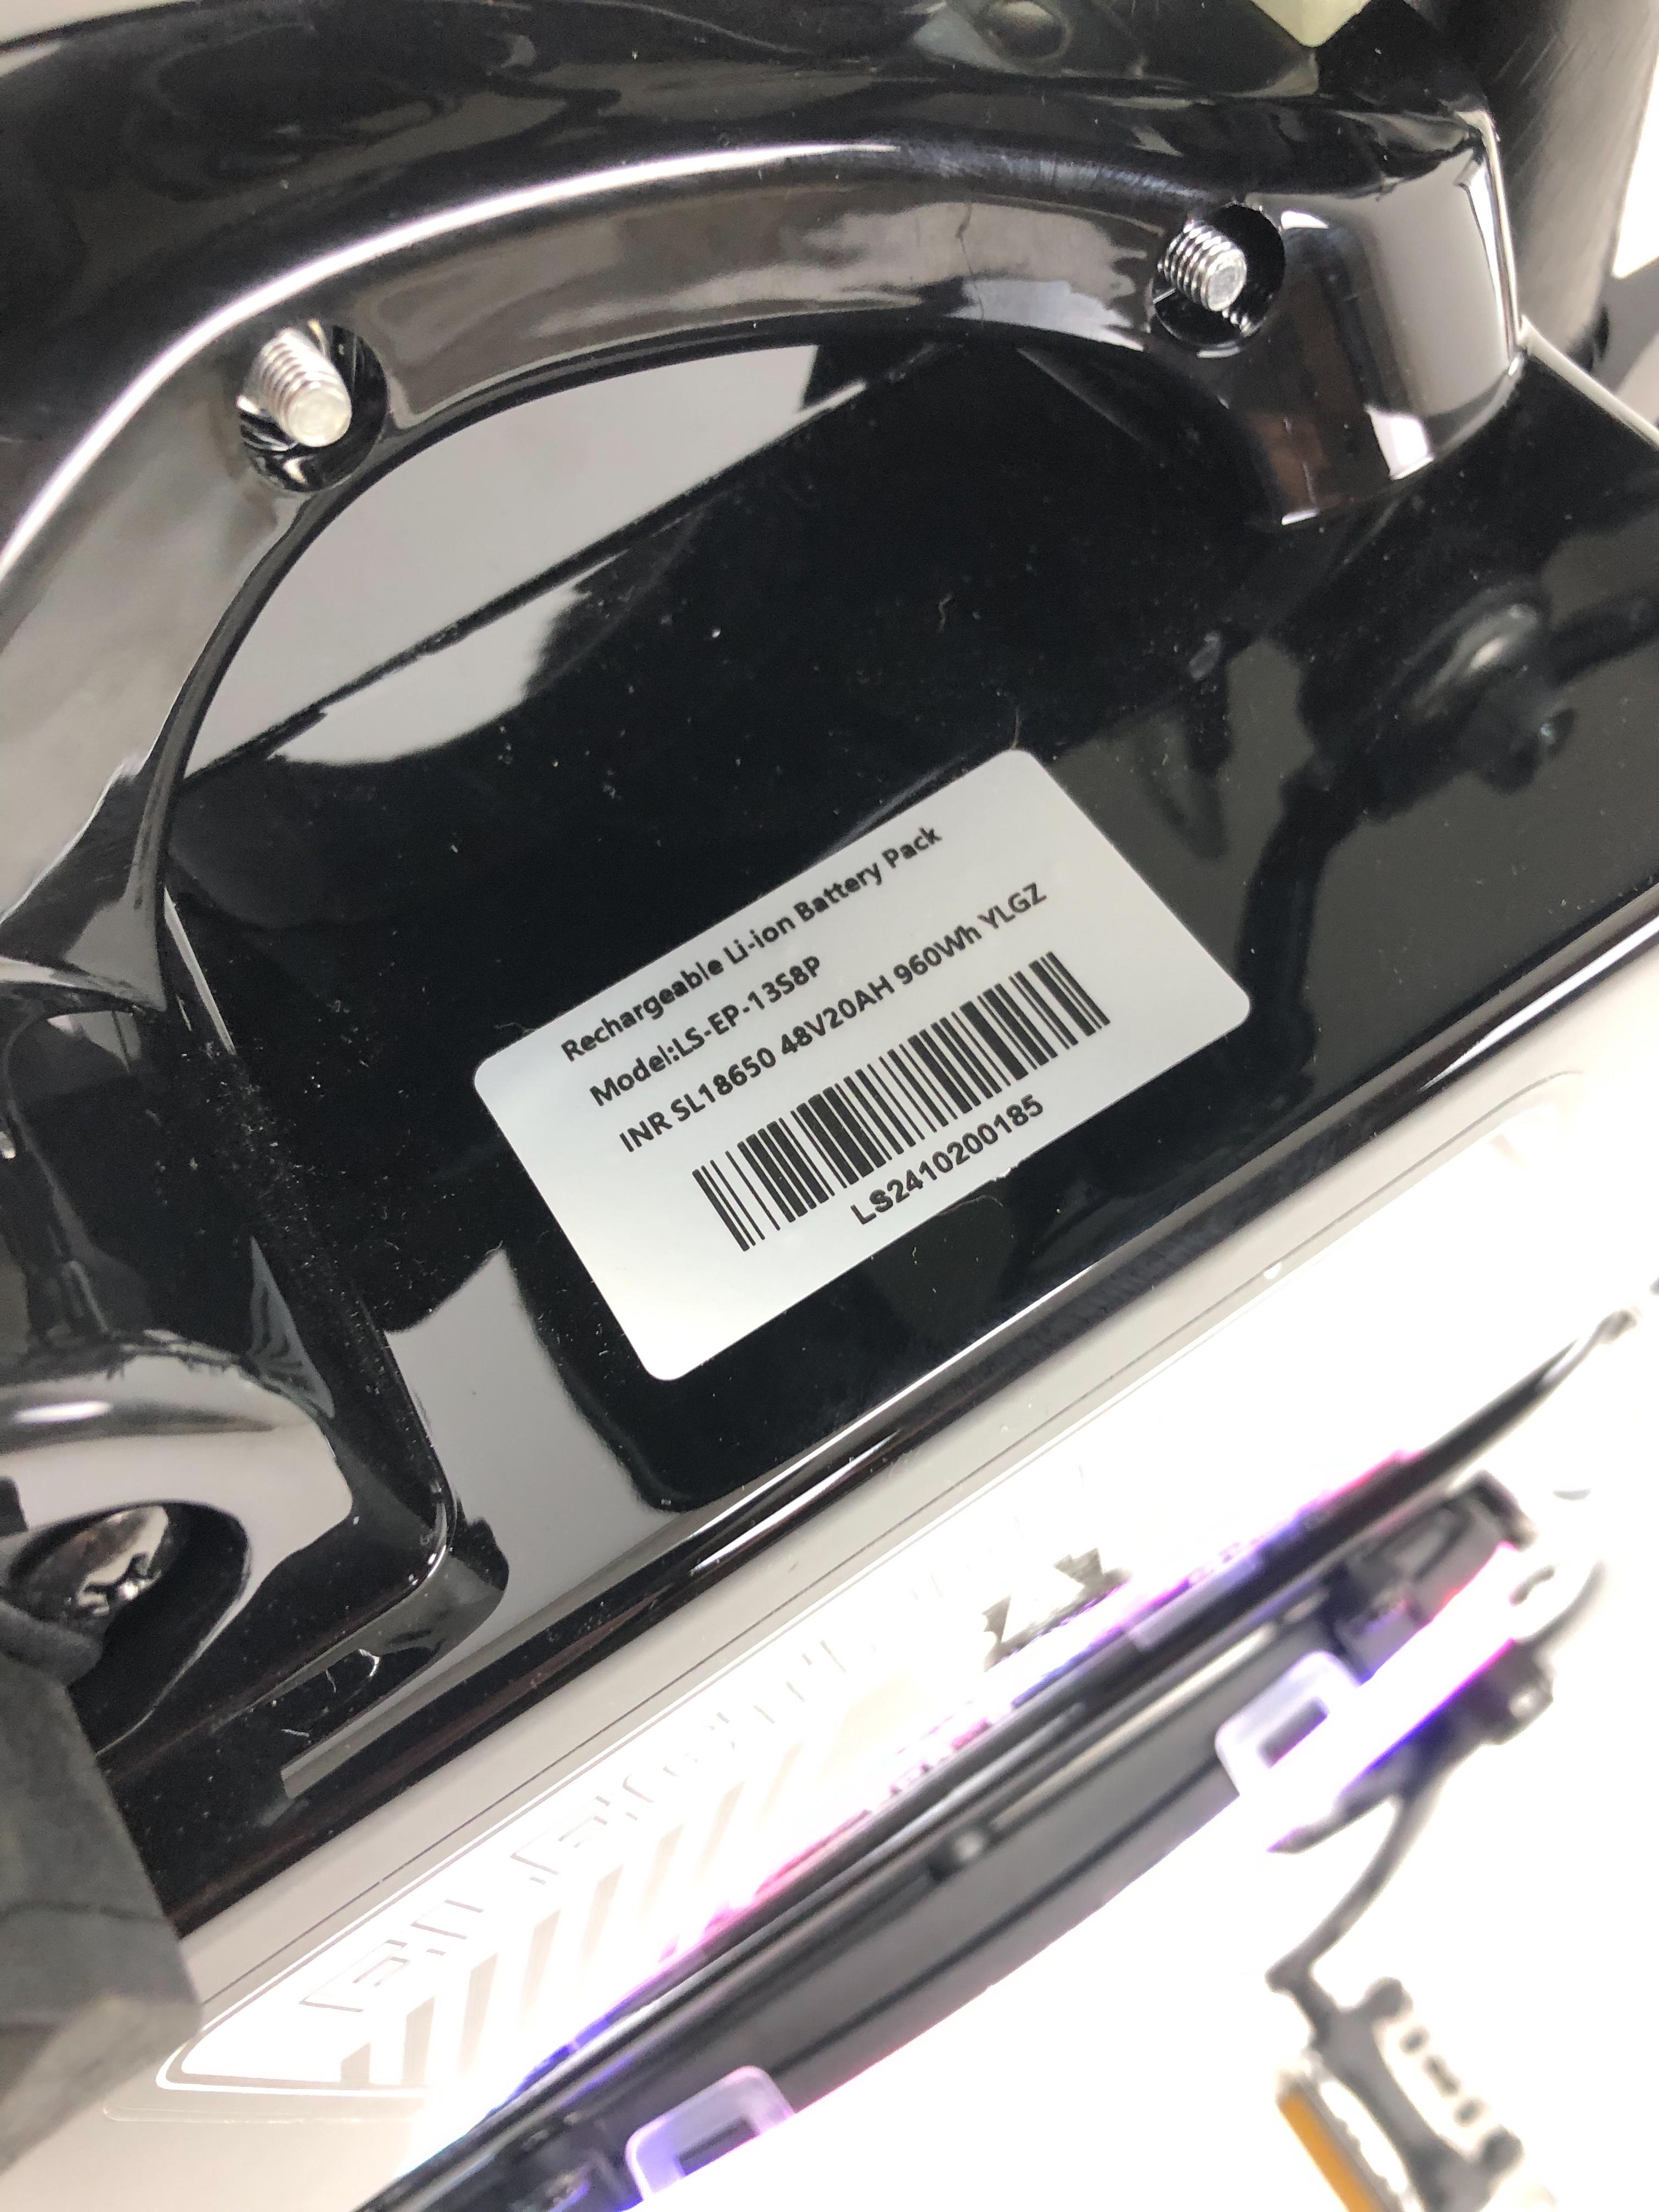 Rechargeable Li-ion Battery Pack
Model:LS-EP-13S8P
INR SL18650 48V20AH 960Wh YLGZ
LS2410200185